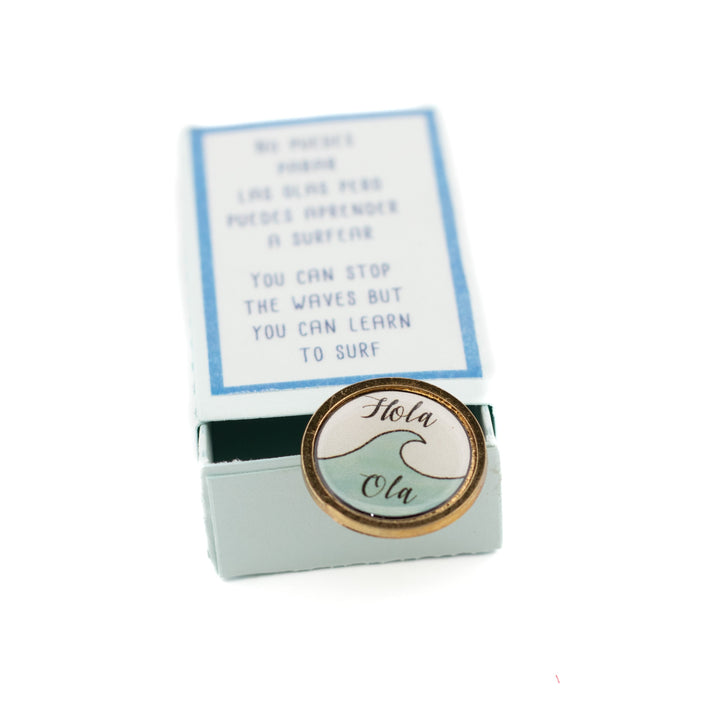 No PUEDES
PARAR
LAS OLAS PERO
PUEDES APRENDER
A SURFEAR
YOU CAN STOP
THE WAVES BUT
YOU CAN LEARN
TO SURF
Hola
Ola